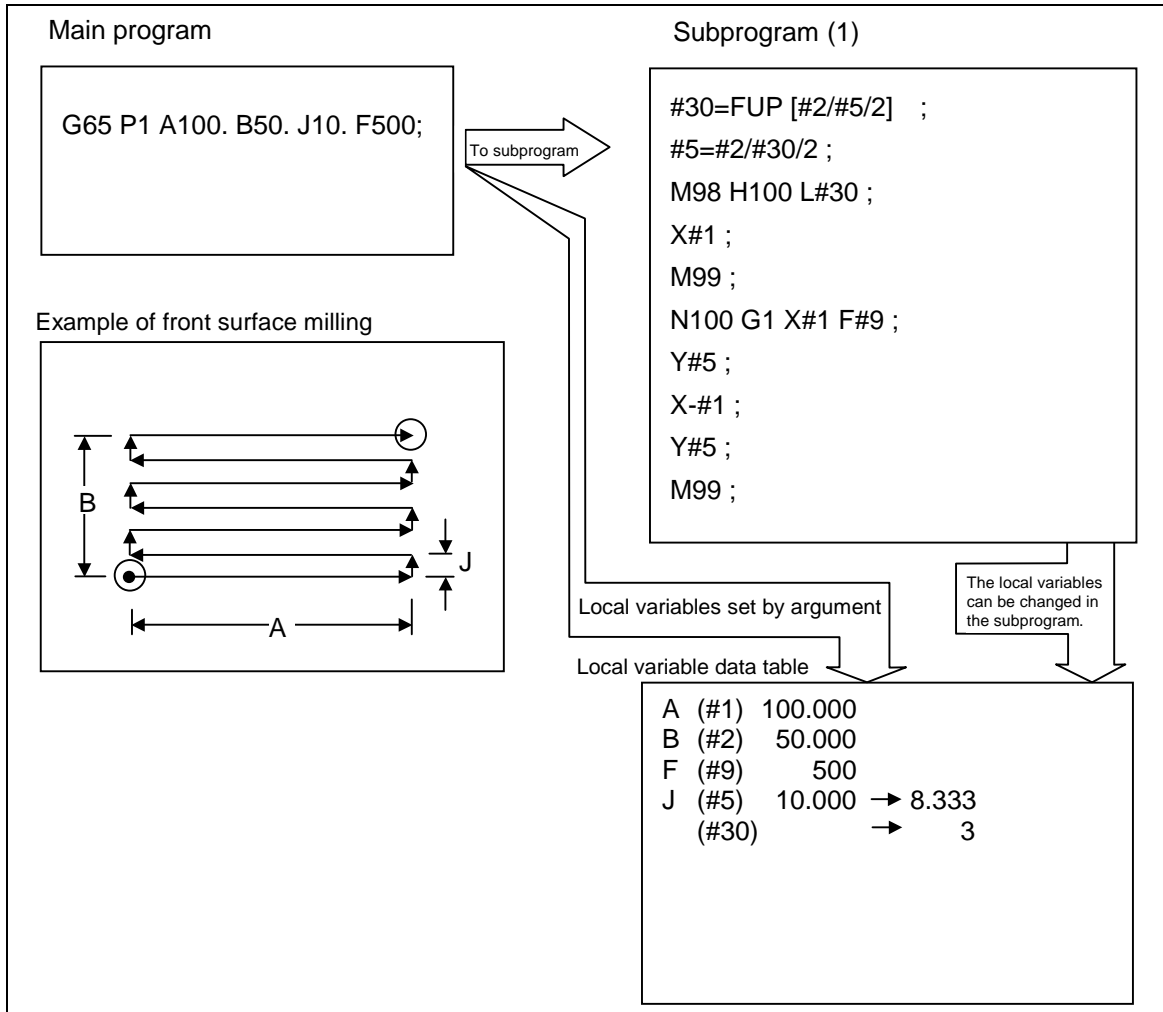 Main program
G65 P1 A100. B50. J10. F500;
To subprogram
Subprogram (1)
#30=FUP [#2/#5/2] ;
#5=#2/#30/2 ;
M98 H100 L#30 ;
X#1 ;
M99 ;
N100 G1 X#1 F#9 ;
Y#5 ;
X-#1 ;
Y#5 ;
M99 ;
Example of front surface milling
B
J
A
Local variables set by argument
The local variables
can be changed in
the subprogram.
Local variable data table
A (#1) 100.000
B (#2) 50.000
F (#9) 500
J (#5) 10.000 → 8.333
(#30) → 3